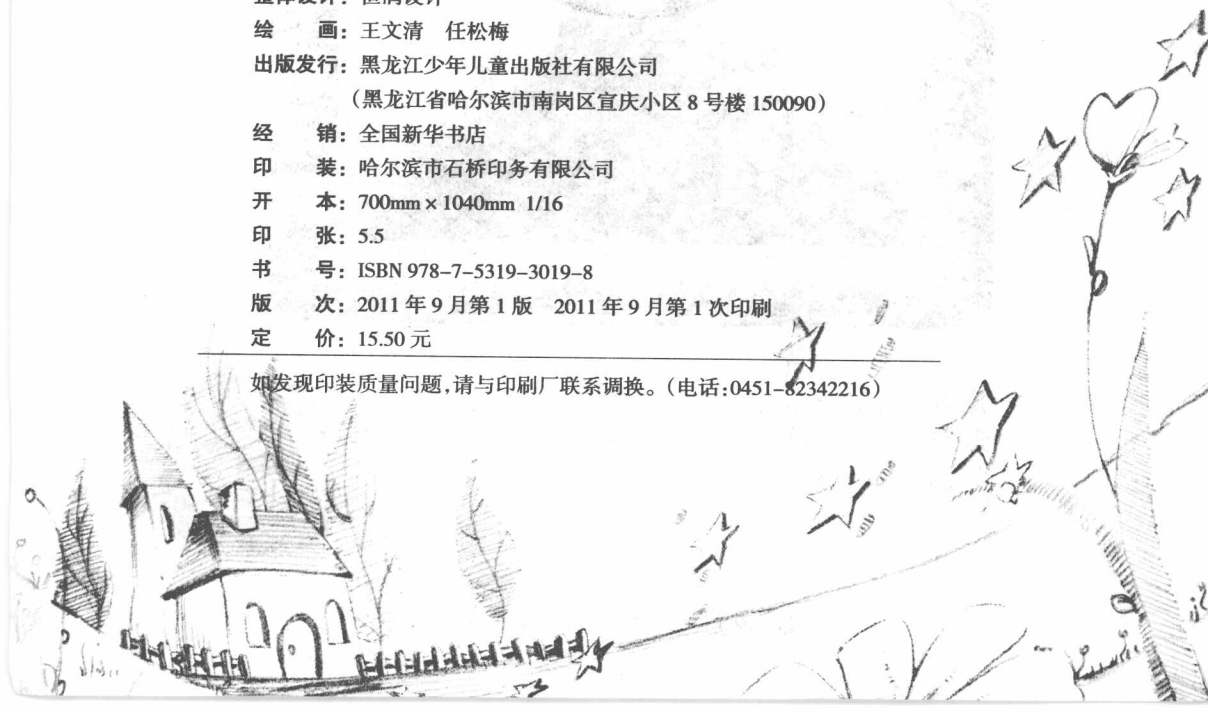 绘　　画：王文清　任松梅
出版发行：黑龙江少年儿童出版社有限公司
（黑龙江省哈尔滨市南岗区宣庆小区 8 号楼 150090）
经　　销：全国新华书店
印　　装：哈尔滨市石桥印务有限公司
开　　本：700mm × 1040mm 1/16
印　　张：5.5
书　　号：ISBN 978-7-5319-3019-8
版　　次：2011 年 9 月第 1 版　2011 年 9 月第 1 次印刷
定　　价：15.50 元
如发现印装质量问题，请与印刷厂联系调换。（电话：0451-82342216）